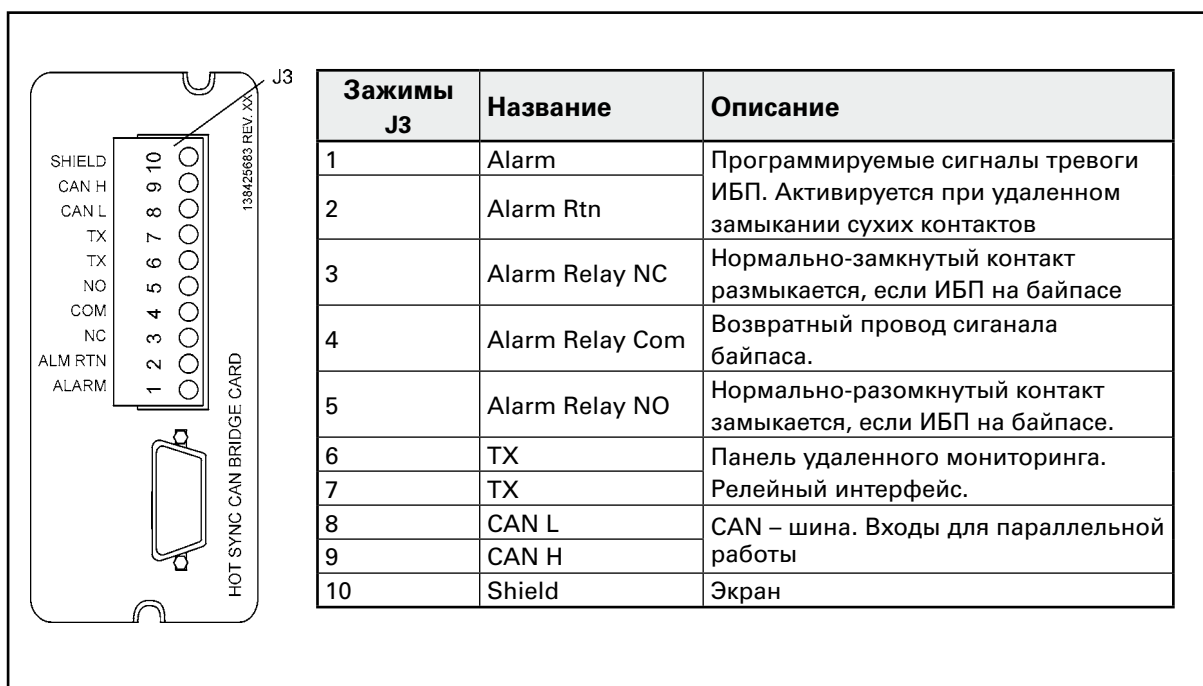 J3
138425683 REV. XX
SHIELD 10
CAN H 9
CAN L 8
TX 7
TX 6
NO 5
COM 4
NC 3
ALM RTN 2
ALARM 1
HOT SYNC CAN BRIDGE CARD
Зажимы J3 Название Описание
1 Alarm Программируемые сигналы тревоги
2 Alarm Rtn ИБП. Активируется при удаленном
замыкании сухих контактов
3 Alarm Relay NC Нормально-замкнутый контакт
размыкается, если ИБП на байпасе
4 Alarm Relay Com Возвратный провод сиганала
байпаса.
5 Alarm Relay NO Нормально-разомкнутый контакт
замыкается, если ИБП на байпасе.
6 TX Панель удаленного мониторинга.
7 TX Релейный интерфейс.
8 CAN L CAN – шина. Входы для параллельной
9 CAN H работы
10 Shield Экран